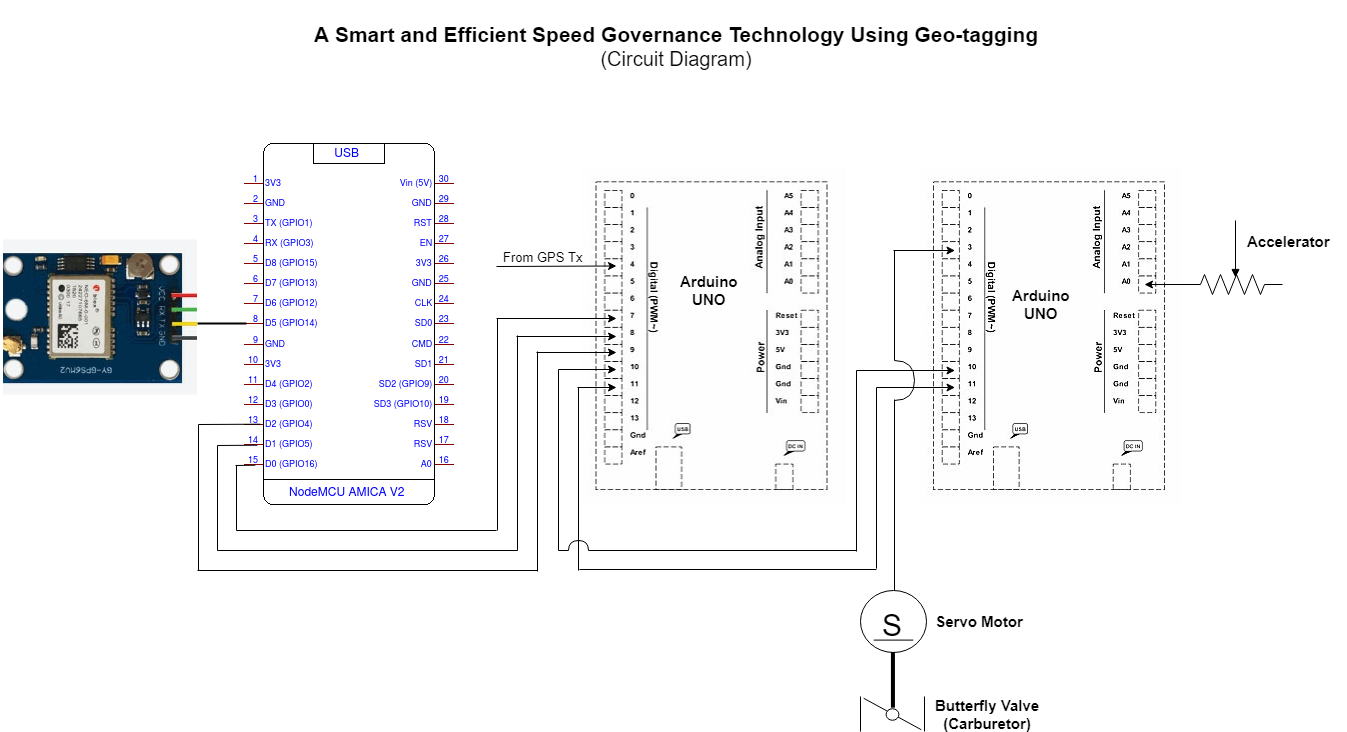 A Smart and Efficient Speed Governance Technology Using Geo-tagging
(Circuit Diagram)
USB
1 3V3 Vin (5V) 30
2 GND GND 29
3 TX (GPIO1) RST 28
4 RX (GPIO3) EN 27
5 D8 (GPIO15) 3V3 26
6 D7 (GPIO13) GND 25
7 D6 (GPIO12) CLK 24
8 D5 (GPIO14) SD0 23
9 GND CMD 22
10 3V3 SD1 21
11 D4 (GPIO2) SD2 (GPIO9) 20
12 D3 (GPIO0) SD3 (GPIO10) 19
13 D2 (GPIO4) RSV 18
14 D1 (GPIO5) RSV 17
15 D0 (GPIO16) A0 16
NodeMCU AMICA V2
VCC RX TX GND
GY-GPS6MV2
From GPS Tx
0
1
2
3
4
5
6
7
8
9
10
11
12
13
Gnd
Aref
Digital (PWM~)
Arduino
UNO
Analog Input
A5
A4
A3
A2
A1
A0
Power
Reset
3V3
5V
Gnd
Gnd
Vin
USB
DC IN
0
1
2
3
4
5
6
7
8
9
10
11
12
13
Gnd
Aref
Digital (PWM~)
Arduino
UNO
Analog Input
A5
A4
A3
A2
A1
A0
Power
Reset
3V3
5V
Gnd
Gnd
Vin
USB
DC IN
Accelerator
S
Servo Motor
Butterfly Valve
(Carburetor)